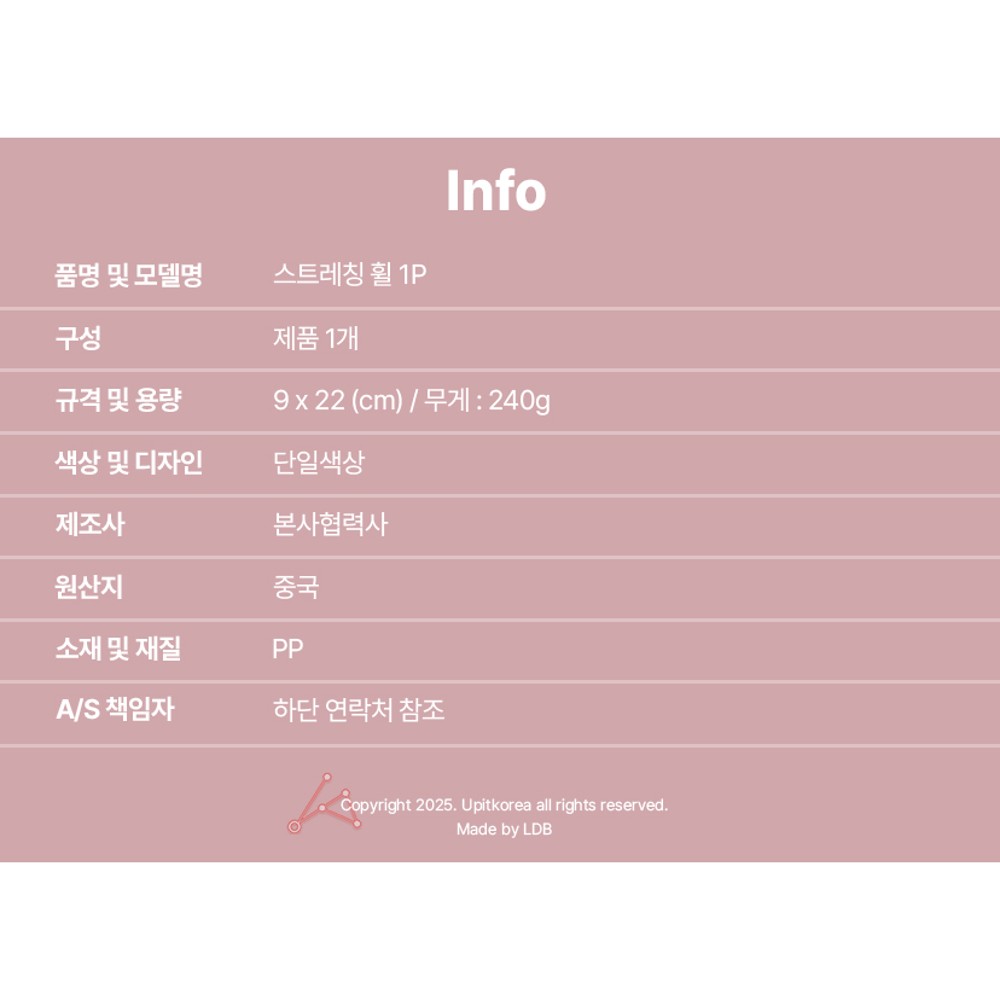 Info
품명 및 모델명 스트레칭 휠 1P
구성 제품 1개
규격 및 용량 9 x 22 (cm) / 무게 : 240g
색상 및 디자인 단일색상
제조사 본사협력사
원산지 중국
소재 및 재질 PP
A/S 책임자 하단 연락처 참조
Copyright 2025. Upitkorea all rights reserved.
Made by LDB